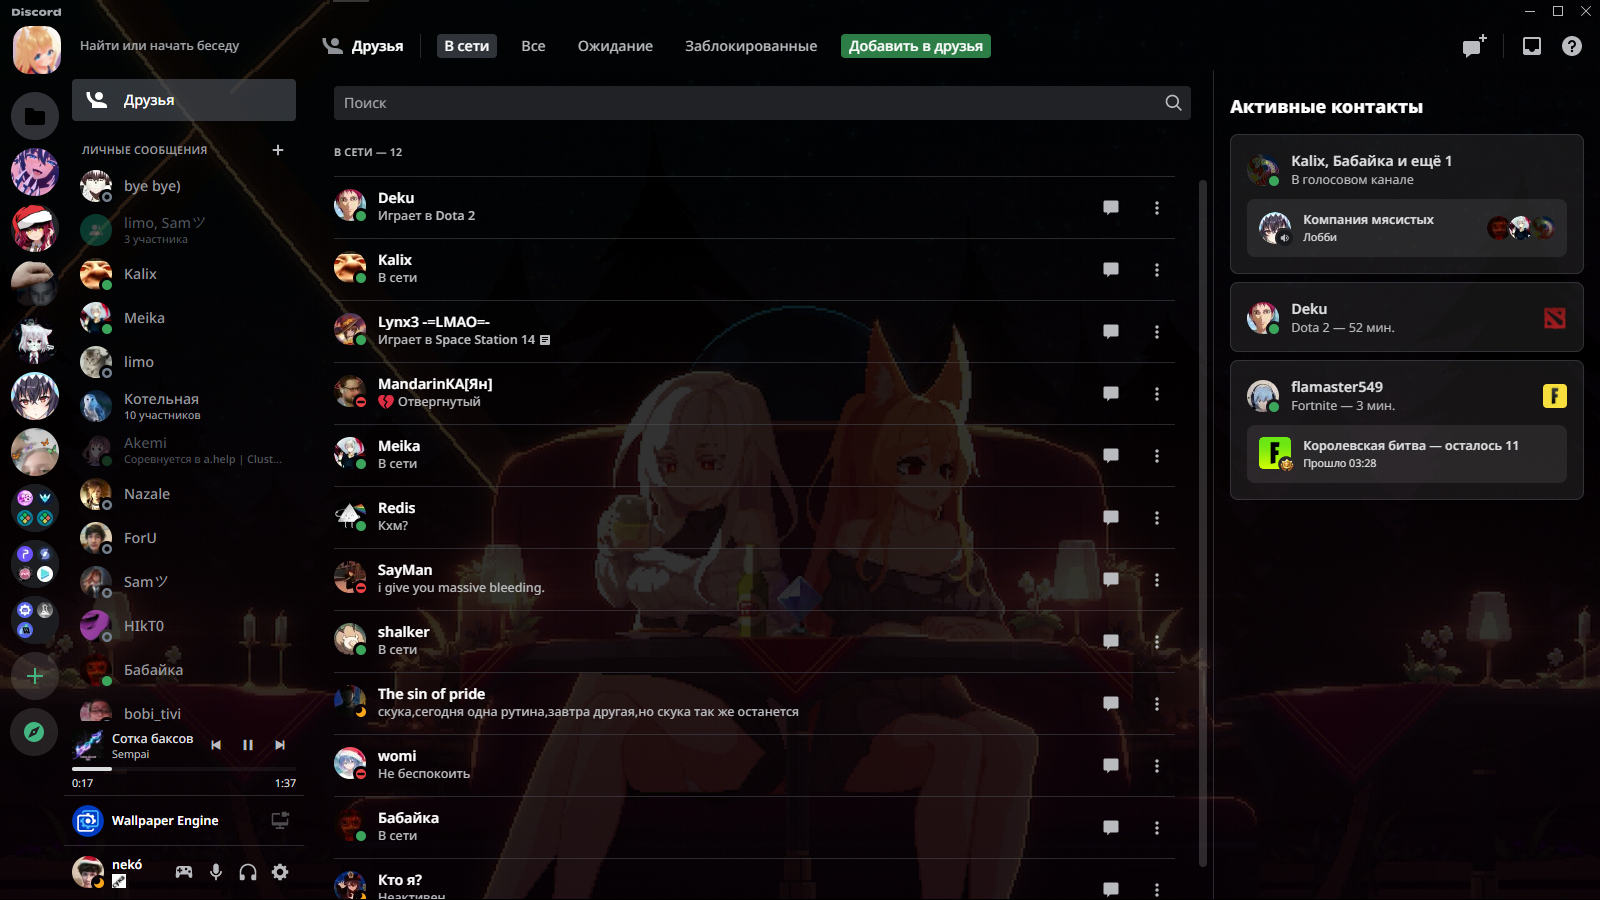 Discord
Найти или начать беседу
Друзья
В сети
Все
Ожидание
Заблокированные
Добавить в друзья
Друзья
ЛИЧНЫЕ СООБЩЕНИЯ
bye bye)
limo, Samツ
3 участника
Kalix
Meika
limo
Котельная
10 участников
Akemi
Соревнуется в a.help | Clust...
Nazale
ForU
Samツ
HIkT0
Бабайка
bobi_tivi
Сотка баксов
Sempai
0:17
1:37
Wallpaper Engine
nekó
Поиск
В СЕТИ — 12
Deku
Играет в Dota 2
Kalix
В сети
Lynx3 -=LMAO=-
Играет в Space Station 14
MandarinKA[Ян]
💔 Отвергнутый
Meika
В сети
Redis
Кхм?
SayMan
i give you massive bleeding.
shalker
В сети
The sin of pride
скука,сегодня одна рутина,завтра другая,но скука так же останется
womi
Не беспокоить
Бабайка
В сети
Кто я?
Неактивен
Активные контакты
Kalix, Бабайка и ещё 1
В голосовом канале
Компания мясистых
Лобби
Deku
Dota 2 — 52 мин.
flamaster549
Fortnite — 3 мин.
Королевская битва — осталось 11
Прошло 03:28